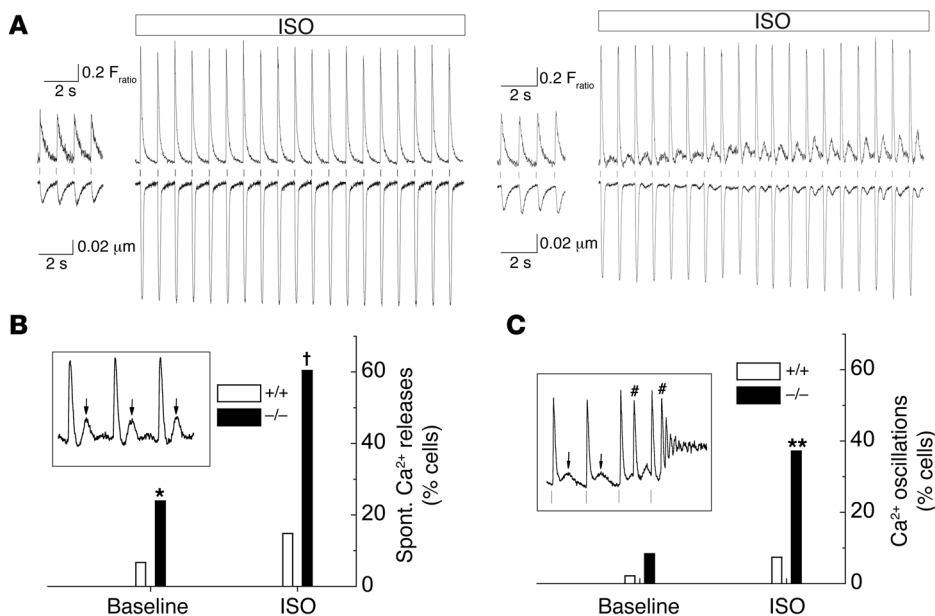 A
ISO
ISO
0.2 F ratio
2 s
0.2 F ratio
2 s
0.02 μm
2 s
0.02 μm
2 s
B
+/+
–/–
*
†
60
40
20
0
Spont. Ca²⁺ releases
(% cells)
Baseline
ISO
C
#
#
+/+
–/–
**
60
40
20
0
Ca²⁺ oscillations
(% cells)
Baseline
ISO